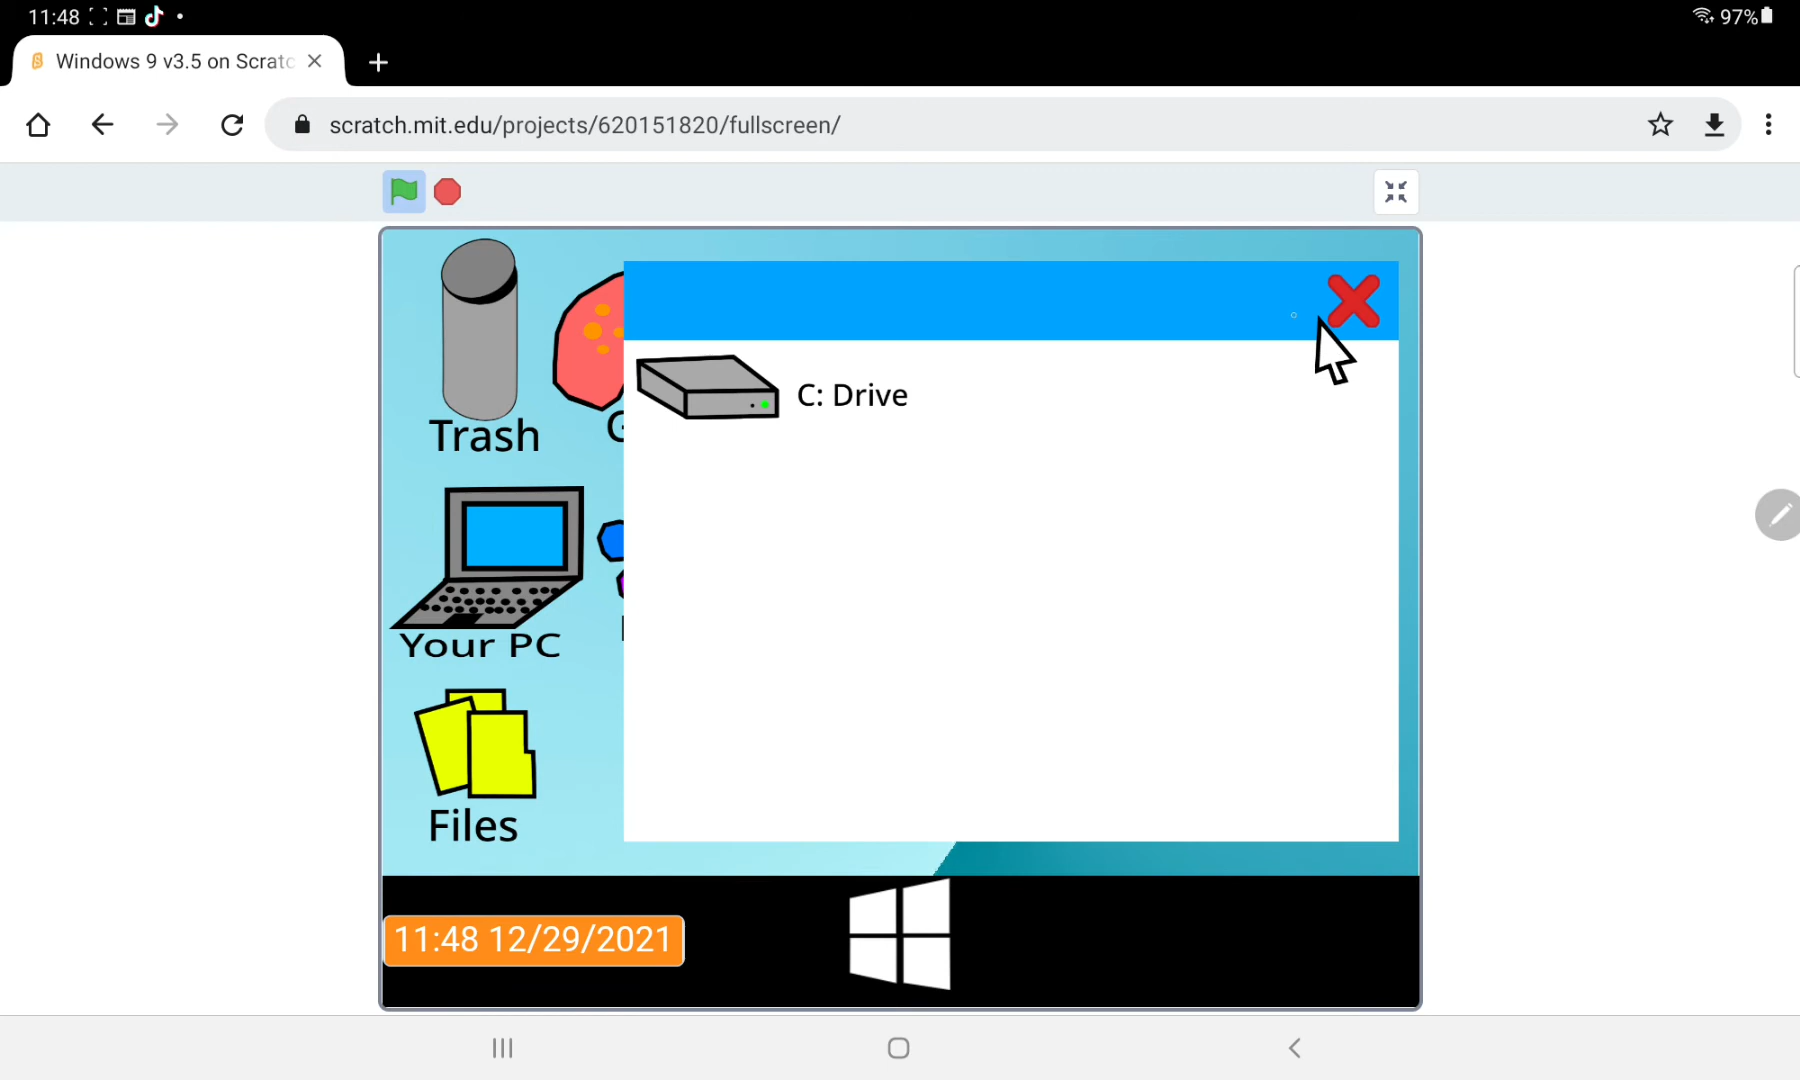 11:48
97%
Windows 9 v3.5 on Scratc
scratch.mit.edu/projects/620151820/fullscreen/
C: Drive
Trash
G
Your PC
Files
11:48 12/29/2021